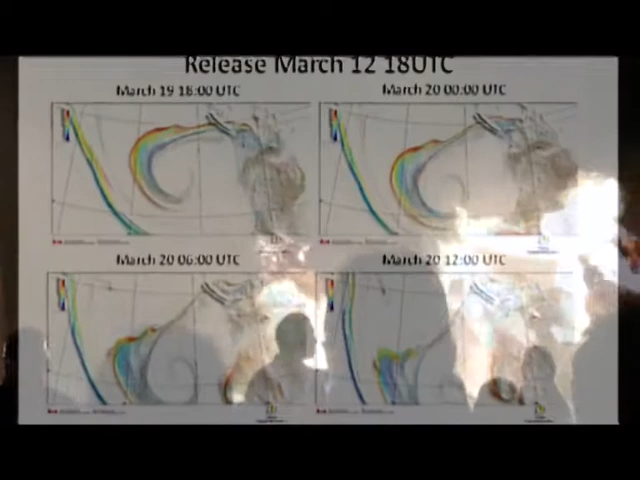 Release March 12 18UTC
March 19 18:00 UTC
March 20 00:00 UTC
March 20 06:00 UTC
March 20 12:00 UTC